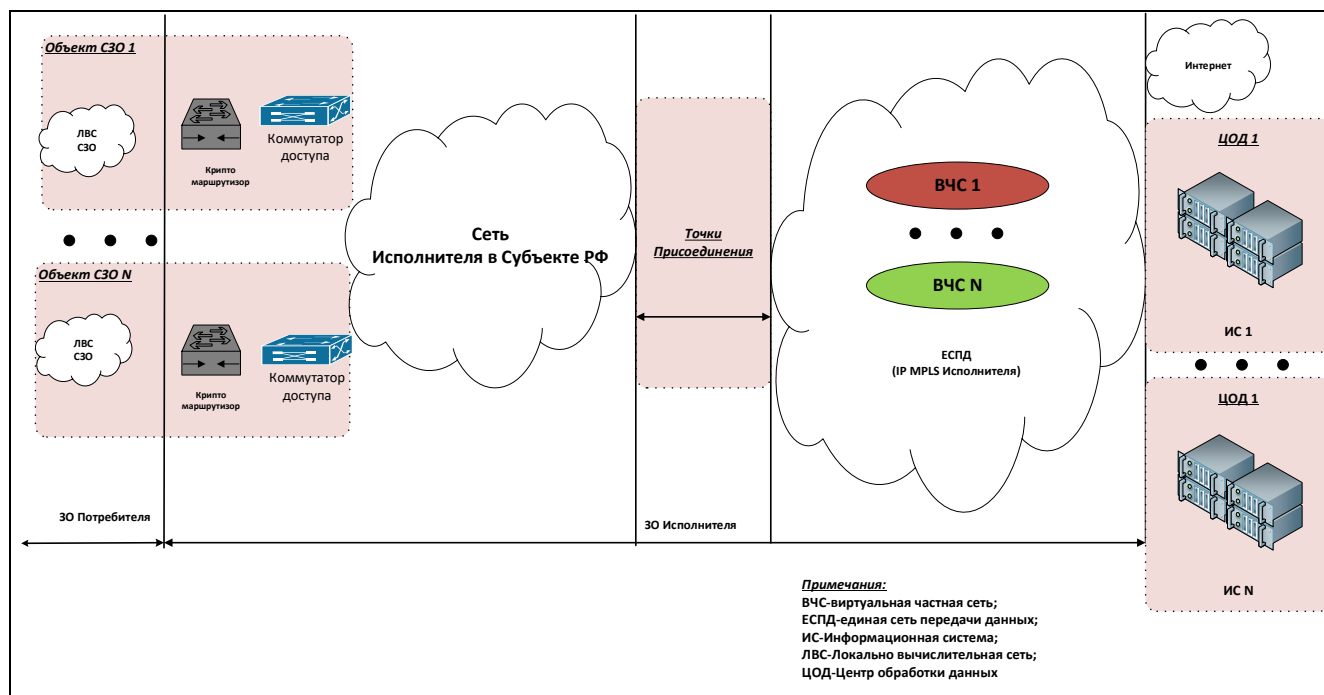 Объект СЗО 1
ЛВС
СЗО
Крипто
маршрутизор
Коммутатор
доступа
Объект СЗО N
ЛВС
СЗО
Крипто
маршрутизор
Коммутатор
доступа
Сеть
Исполнителя в Субъекте РФ
Точки
Присоединения
ВЧС 1
ВЧС N
ЕСПД
(IP MPLS Исполнителя)
Интернет
ЦОД 1
ИС 1
ЦОД 1
ИС N
ЗО Потребителя
ЗО Исполнителя
Примечания:
ВЧС-виртуальная частная сеть;
ЕСПД-единая сеть передачи данных;
ИС-Информационная система;
ЛВС-Локально вычислительная сеть;
ЦОД-Центр обработки данных